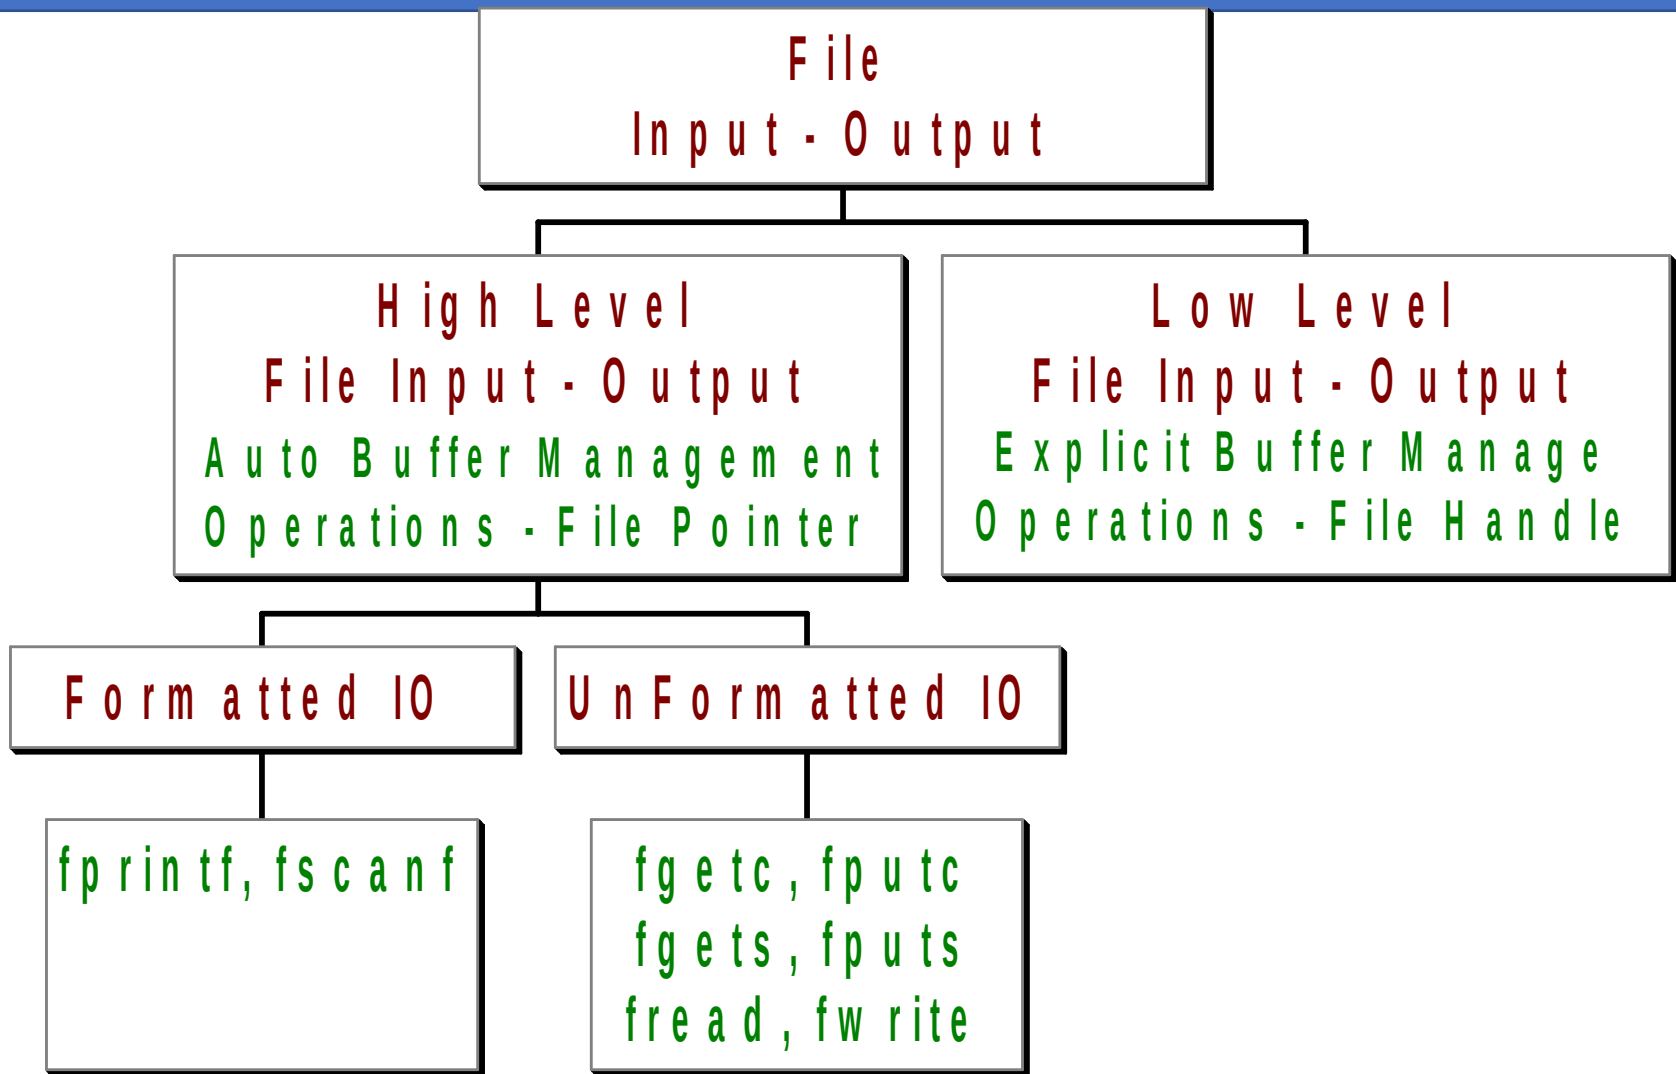 File
Input-Output
High Level
File Input-Output
Auto Buffer Management
Operations -File Pointer
Low Level
File Input-Output
Explicit Buffer Manage
Operations -File Handle
Formatted IO
UnFormatted IO
fprintf, fscanf
fgetc, fputc
fgets, fputs
fread, fwrite